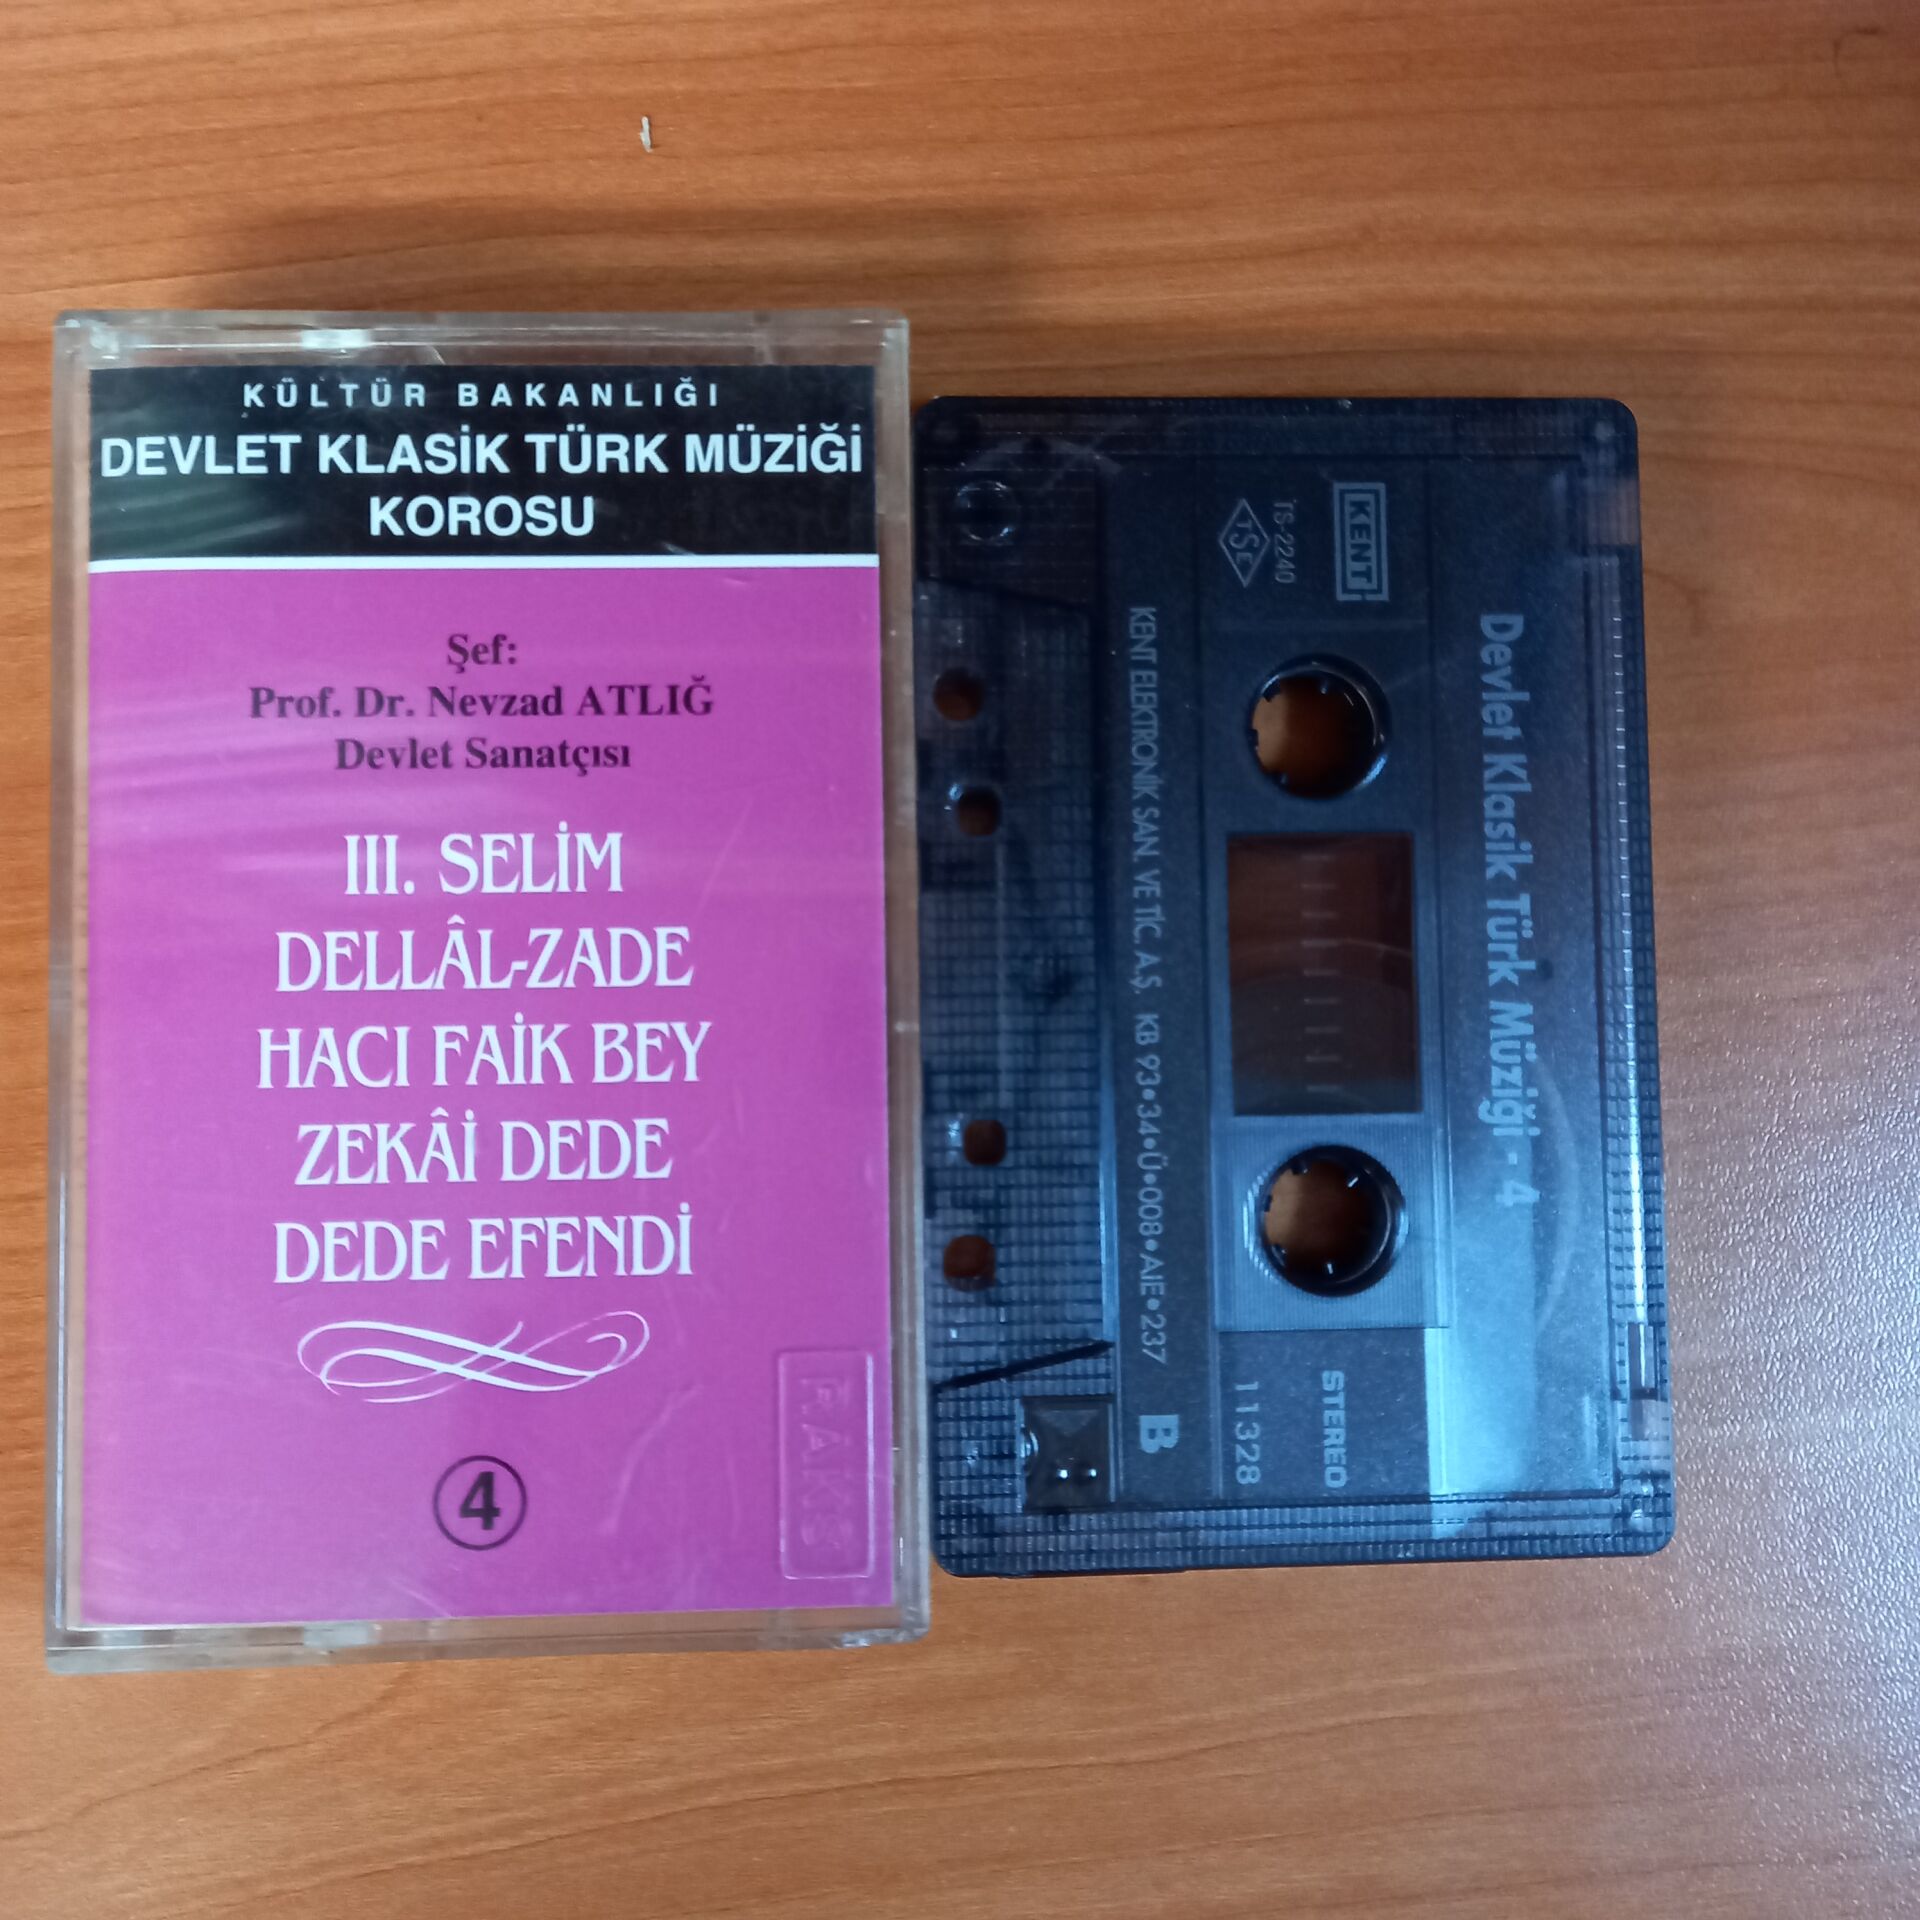 KÜLTÜR BAKANLIĞI
DEVLET KLASİK TÜRK MÜZİĞİ
KOROSU
Şef:
Prof. Dr. Nevzad ATLIĞ
Devlet Sanatçısı
III. SELİM
DELLÂL-ZADE
HACI FAİK BEY
ZEKÂİ DEDE
DEDE EFENDİ
4
RAKS
Devlet Klasik Türk Müziği - 4
KENT
TS-2240
TSE
STEREO
11328
KENT ELEKTRONİK SAN. VE TİC. A.Ş. KB 93•34•Ü•008•AIE•237
B